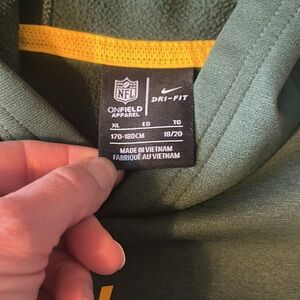 NFL
DRI-FIT
ONFIELD
APPAREL
XL EG TG
170-180CM 18/20
MADE IN VIETNAM
FABRIQUÉ AU VIETNAM